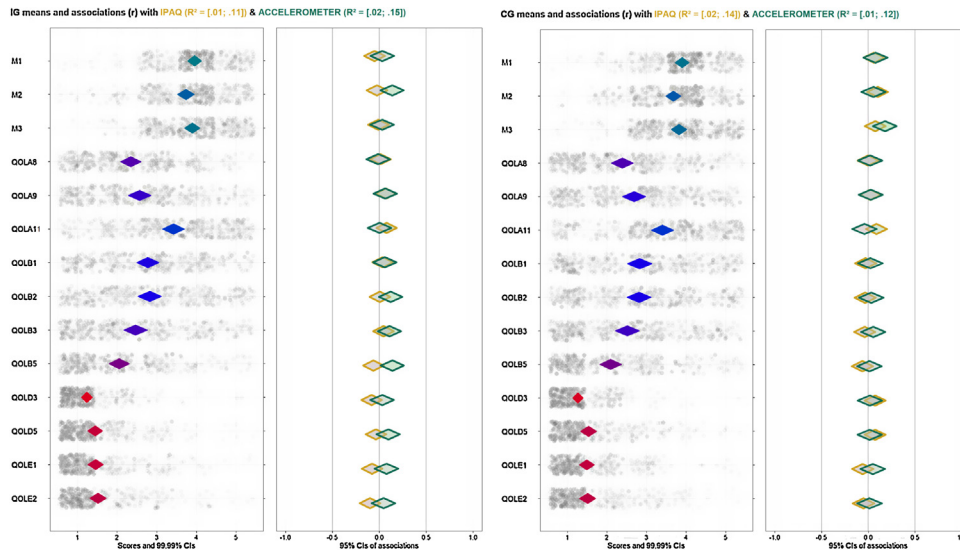 IG means and associations (r) with IPAQ (R² = [.01; .11]) & ACCELEROMETER (R² = [.02; .15])
M1
M2
M3
QOLA8
QOLA9
QOLA11
QOLB1
QOLB2
QOLB3
QOLB5
QOLD3
QOLD5
QOLE1
QOLE2
1 2 3 4 5
Scores and 99.99% CIs
-1.0 -0.5 0.0 0.5 1.0
95% CIs of associations
CG means and associations (r) with IPAQ (R² = [.02; .14]) & ACCELEROMETER (R² = [.01; .12])
M1
M2
M3
QOLA8
QOLA9
QOLA11
QOLB1
QOLB2
QOLB3
QOLB5
QOLD3
QOLD5
QOLE1
QOLE2
1 2 3 4 5
Scores and 99.99% CIs
-1.0 -0.5 0.0 0.5 1.0
95% CIs of associations